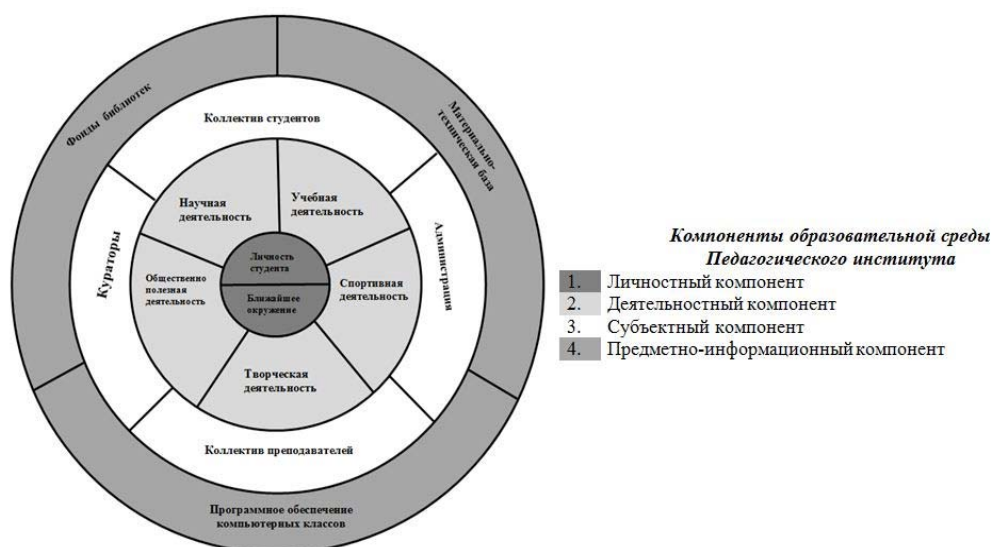 Фонды библиотек
Материально-
техническая база
Коллектив студентов
Научная
деятельность
Учебная
деятельность
Кураторы
Администрация
Личность
студента
Общественно
полезная
деятельность
Ближайшее
окружение
Спортивная
деятельность
Творческая
деятельность
Коллектив преподавателей
Программное обеспечение
компьютерных классов
Компоненты образовательной среды
Педагогического института
1. Личностный компонент
2. Деятельностный компонент
3. Субъектный компонент
4. Предметно-информационный компонент